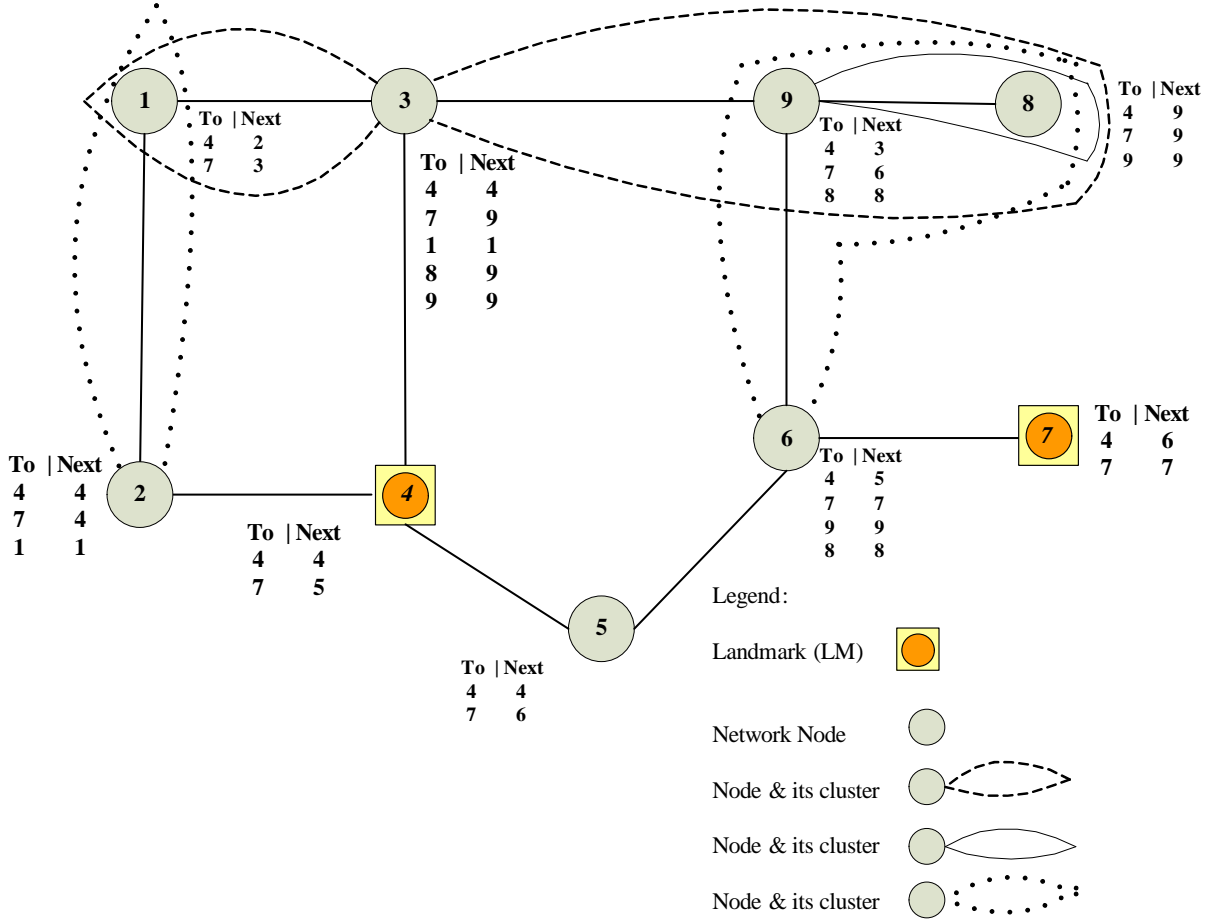 1
3
9
8
To | Next
4 2
7 3
To | Next
4 4
7 9
1 1
8 9
9 9
To | Next
4 3
7 6
8 8
To | Next
4 9
7 9
9 9
2
To | Next
4 4
7 4
1 1
4
To | Next
4 4
7 5
6
To | Next
4 5
7 7
9 9
8 8
7
To | Next
4 6
7 7
5
To | Next
4 4
7 6
Legend:
Landmark (LM)
Network Node
Node & its cluster
Node & its cluster
Node & its cluster